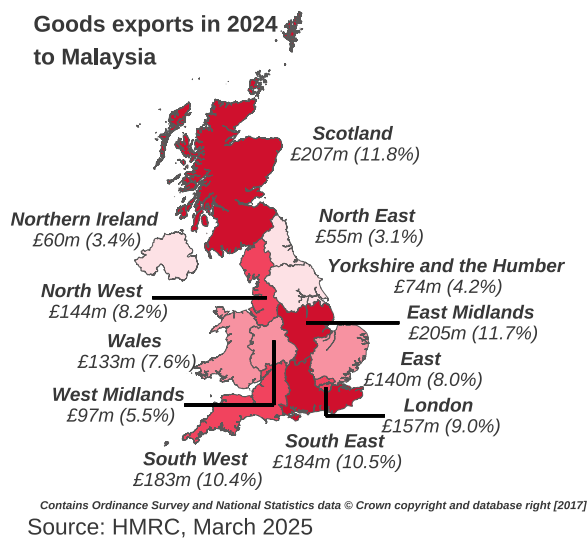 Goods exports in 2024
to Malaysia
Scotland
£207m (11.8%)
Northern Ireland
£60m (3.4%)
North East
£55m (3.1%)
Yorkshire and the Humber
£74m (4.2%)
North West
£144m (8.2%)
East Midlands
£205m (11.7%)
Wales
£133m (7.6%)
East
£140m (8.0%)
West Midlands
£97m (5.5%)
London
£157m (9.0%)
South East
£184m (10.5%)
South West
£183m (10.4%)
Contains Ordinance Survey and National Statistics data © Crown copyright and database right [2017]
Source: HMRC, March 2025